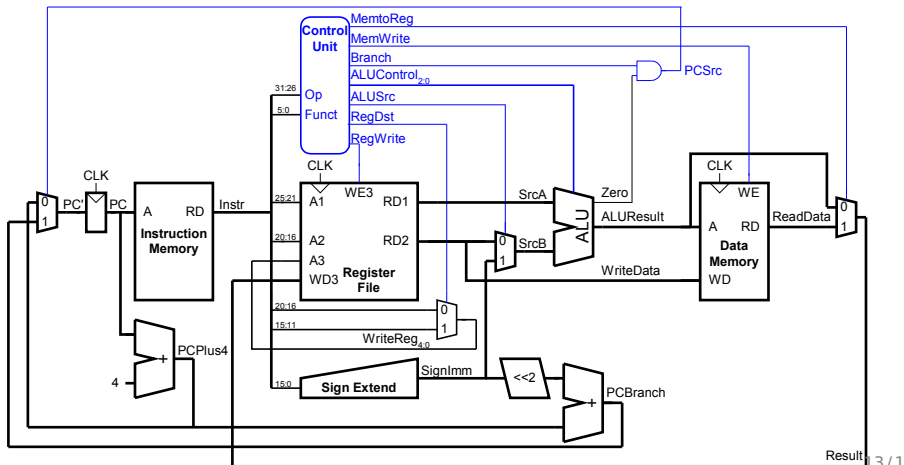 MemtoReg
Control
Unit
MemWrite
Branch
PCSrc
ALUControl2:0
31:26
Op
ALUSrc
5:0
Funct
RegDst
RegWrite
CLK
CLK
CLK
WE3
WE
0
1
PC'
PC
A
RD
Instr
Instruction
Memory
25:21
A1
RD1
SrcA
Zero
ALU
ALUResult
A
RD
ReadData
0
1
20:16
A2
RD2
0
1
SrcB
Data
Memory
A3
WD3
Register
File
WriteData
WD
20:16
0
15:11
1
WriteReg4:0
PCPlus4
+
4
SignImm
15:0
Sign Extend
<<2
+
PCBranch
Result
13/1